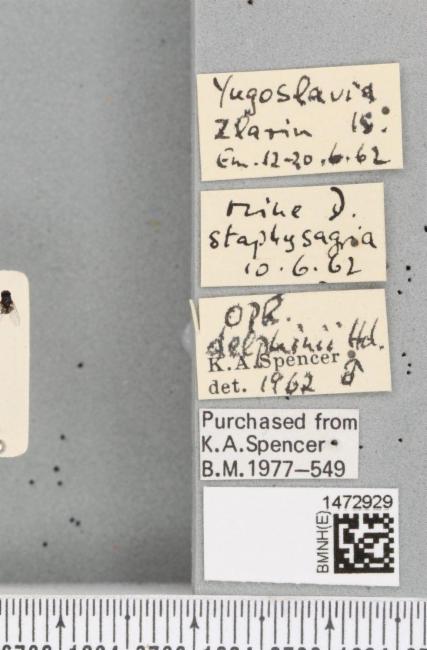 Yugoslavia
Zlarin Is:
Em. 12-20.6.62
Mine D.
staphysagria
10.6.62
Oph.
delphinii Hd.
K.A.Spencer ♂
det. 1962
Purchased from
K.A.Spencer
B.M.1977–549
1472929
BMNH(E)